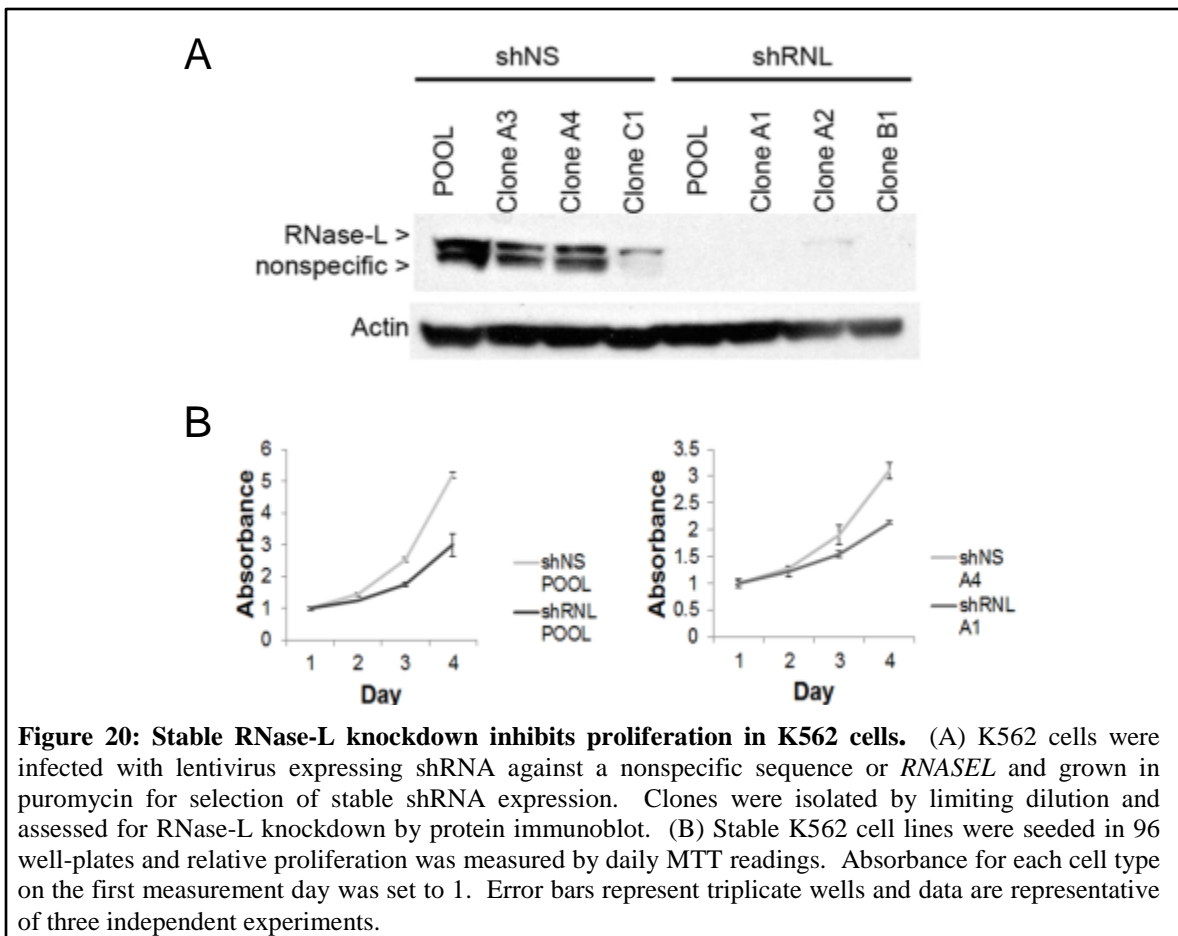 A
shNS
shRNL
POOL
Clone A3
Clone A4
Clone C1
POOL
Clone A1
Clone A2
Clone B1
RNase-L >
nonspecific >
Actin
B
Absorbance
6
5
4
3
2
1
0
1 2 3 4
Day
shNS
POOL
shRNL
POOL
Absorbance
3.5
3
2.5
2
1.5
1
0.5
0
1 2 3 4
Day
shNS
A4
shRNL
A1
Figure 20: Stable RNase-L knockdown inhibits proliferation in K562 cells. (A) K562 cells were
infected with lentivirus expressing shRNA against a nonspecific sequence or RNASEL and grown in
puromycin for selection of stable shRNA expression. Clones were isolated by limiting dilution and
assessed for RNase-L knockdown by protein immunoblot. (B) Stable K562 cell lines were seeded in 96
well-plates and relative proliferation was measured by daily MTT readings. Absorbance for each cell type
on the first measurement day was set to 1. Error bars represent triplicate wells and data are representative
of three independent experiments.